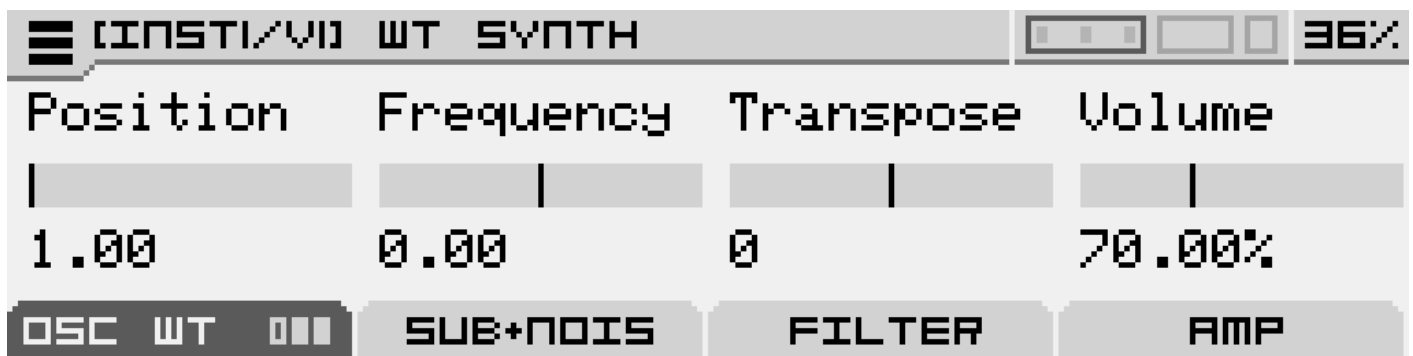 [INST1/V1] WT SYNTH 36%
Position Frequency Transpose Volume
1.00 0.00 0 70.00%
OSC WT SUB+NOIS FILTER AMP